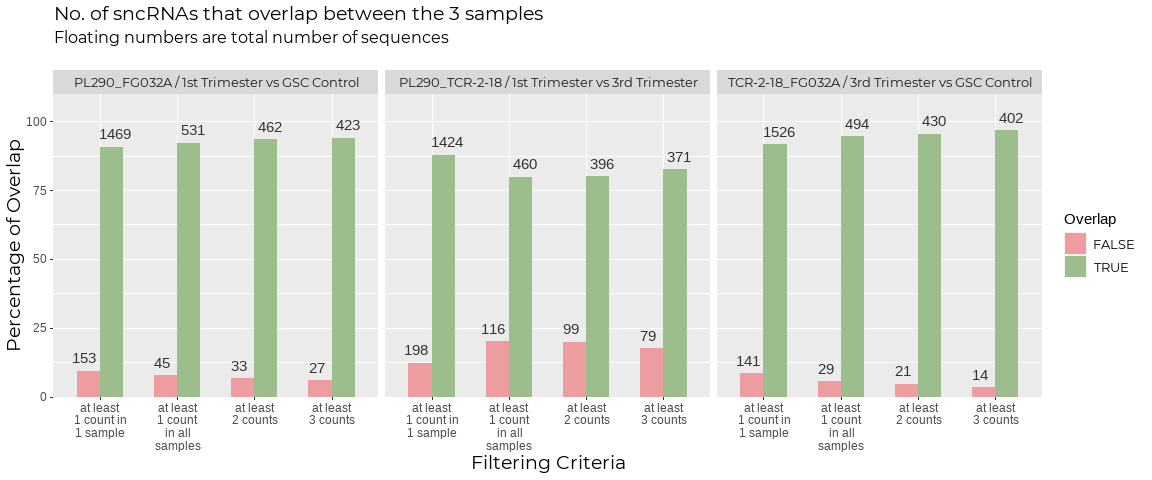 No. of sncRNAs that overlap between the 3 samples
Floating numbers are total number of sequences
PL290_FG032A / 1st Trimester vs GSC Control
PL290_TCR-2-18 / 1st Trimester vs 3rd Trimester
TCR-2-18_FG032A / 3rd Trimester vs GSC Control
Percentage of Overlap
100
75
50
25
0
1469
531
462
423
153
45
33
27
1424
460
396
371
198
116
99
79
1526
494
430
402
141
29
21
14
at least
1 count in
1 sample
at least
1 count
in all
samples
at least
2 counts
at least
3 counts
at least
1 count in
1 sample
at least
1 count
in all
samples
at least
2 counts
at least
3 counts
at least
1 count in
1 sample
at least
1 count
in all
samples
at least
2 counts
at least
3 counts
Filtering Criteria
Overlap
FALSE
TRUE